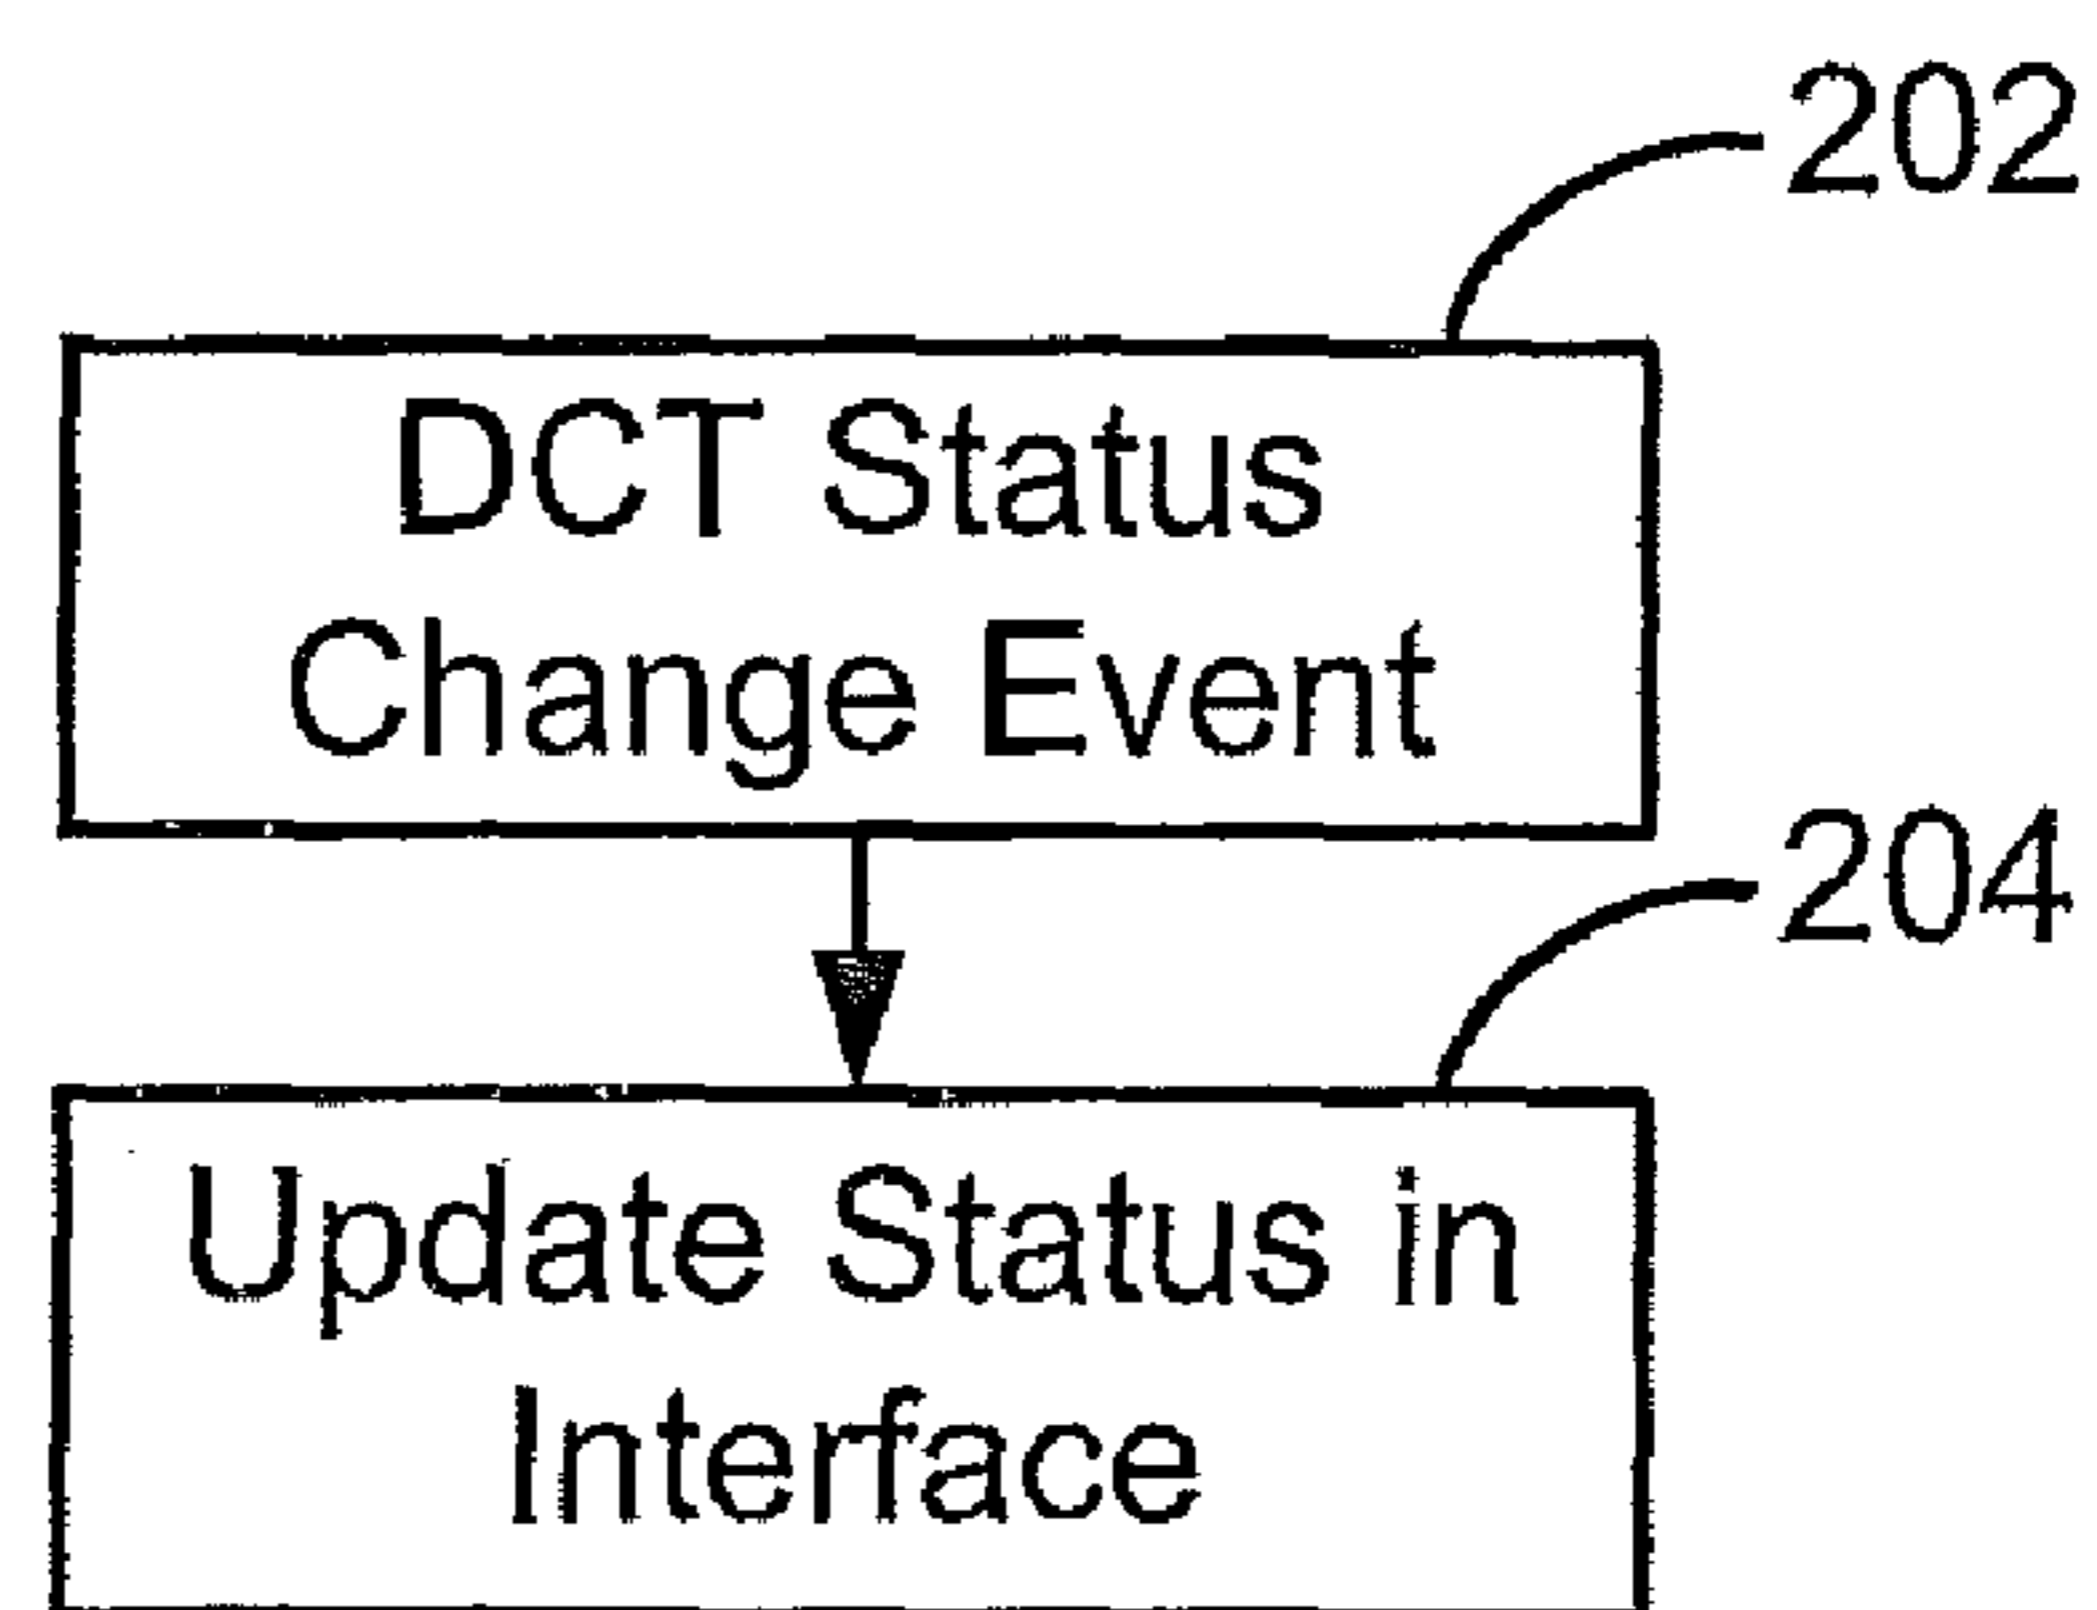 202
DCT Status
Change Event
204
Update Status in
Interface